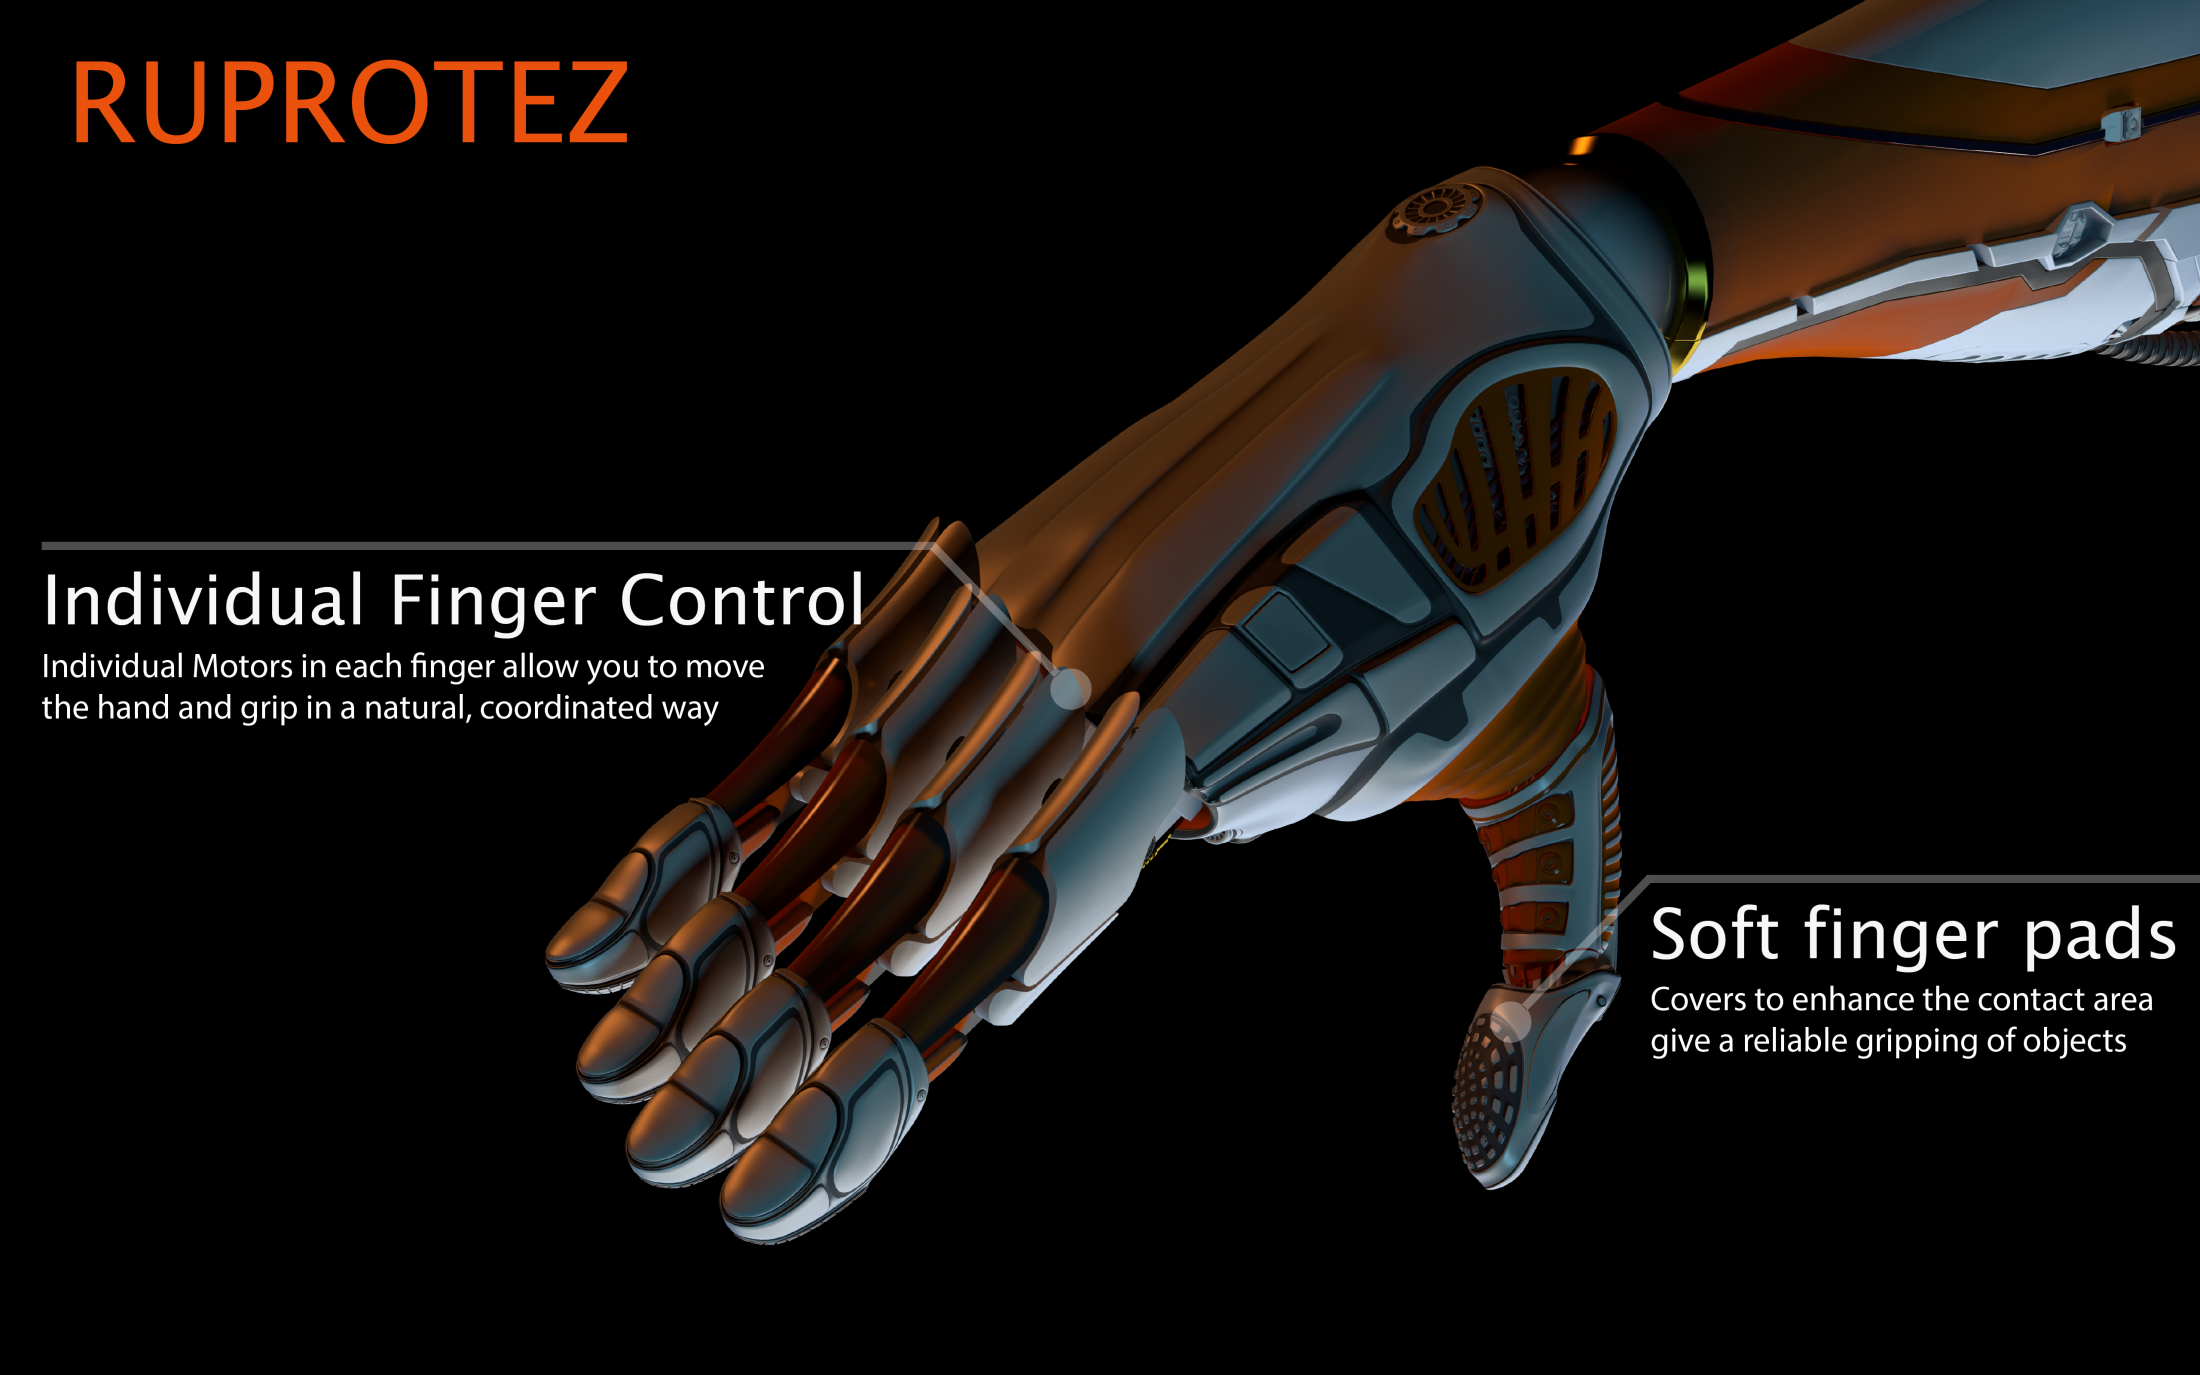 RUPROTEZ
Individual Finger Control
Individual Motors in each finger allow you to move
the hand and grip in a natural, coordinated way
Soft finger pads
Covers to enhance the contact area
give a reliable gripping of objects